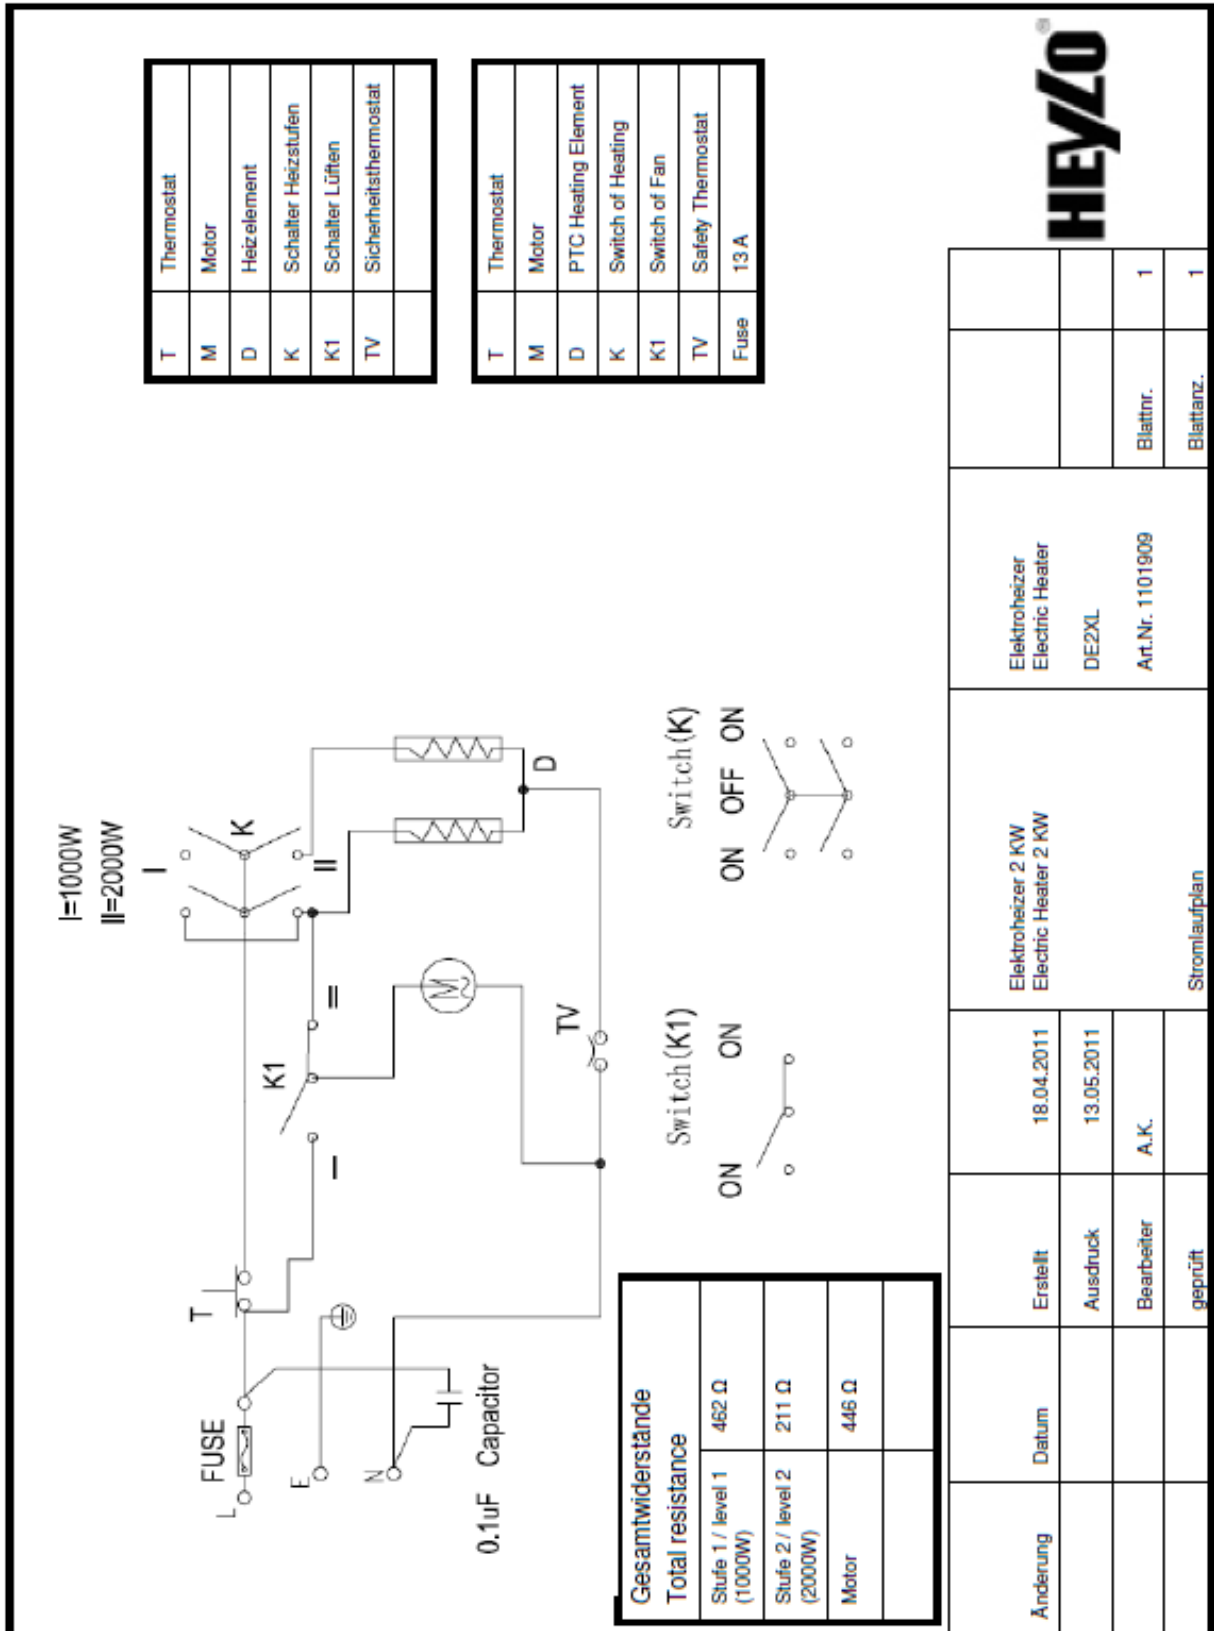 I=1000W
II=2000W
I
K
II
L
FUSE
T
K1
I
II
E
N
M
D
TV
0.1uF Capacitor
Switch(K1)
ON ON
Switch(K)
ON OFF ON
T Thermostat
M Motor
D Heizelement
K Schalter Heizstufen
K1 Schalter Lüften
TV Sicherheitsthermostat
T Thermostat
M Motor
D PTC Heating Element
K Switch of Heating
K1 Switch of Fan
TV Safety Thermostat
Fuse 13 A
Gesamtwiderstände
Total resistance
Stufe 1 / level 1 462 Ω
(1000W)
Stufe 2 / level 2 211 Ω
(2000W)
Motor 446 Ω
Änderung Datum Erstellt 18.04.2011
Ausdruck 13.05.2011
Bearbeiter A.K.
geprüft
Elektroheizer 2 KW
Electric Heater 2 KW
Stromlaufplan
Elektroheizer
Electric Heater
DE2XL
Art.Nr. 1101909
Blattnr. 1
Blattanz. 1
HEYLO®